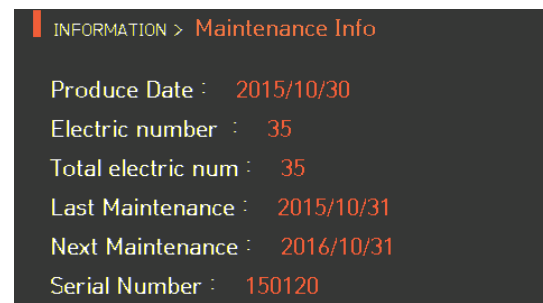 INFORMATION > Maintenance Info
Produce Date : 2015/10/30
Electric number : 35
Total electric num : 35
Last Maintenance : 2015/10/31
Next Maintenance : 2016/10/31
Serial Number : 150120